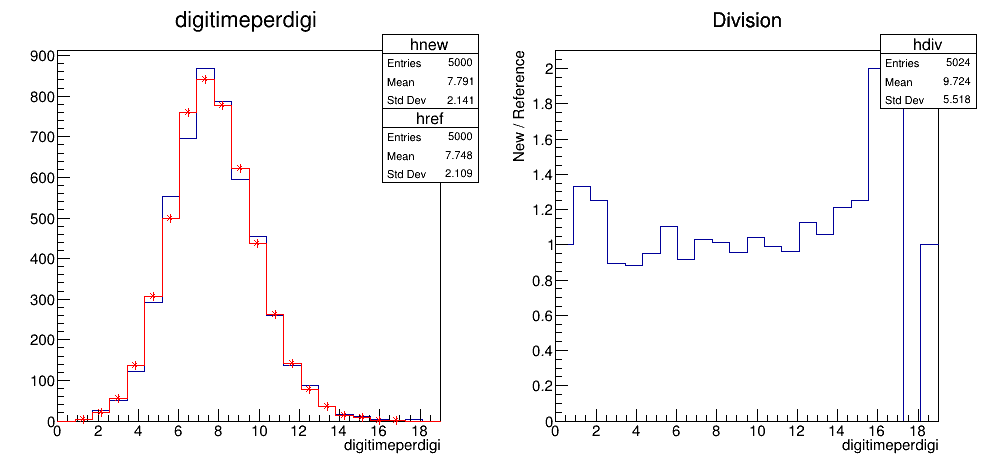 digitimeperdigi
hnew
Entries 5000
Mean 7.791
Std Dev 2.141
href
Entries 5000
Mean 7.748
Std Dev 2.109
900
800
700
600
500
400
300
200
100
0
0 2 4 6 8 10 12 14 16 18
digitimeperdigi
Division
hdiv
Entries 5024
Mean 9.724
Std Dev 5.518
New / Reference
2
1.8
1.6
1.4
1.2
1
0.8
0.6
0.4
0.2
0
0 2 4 6 8 10 12 14 16 18
digitimeperdigi